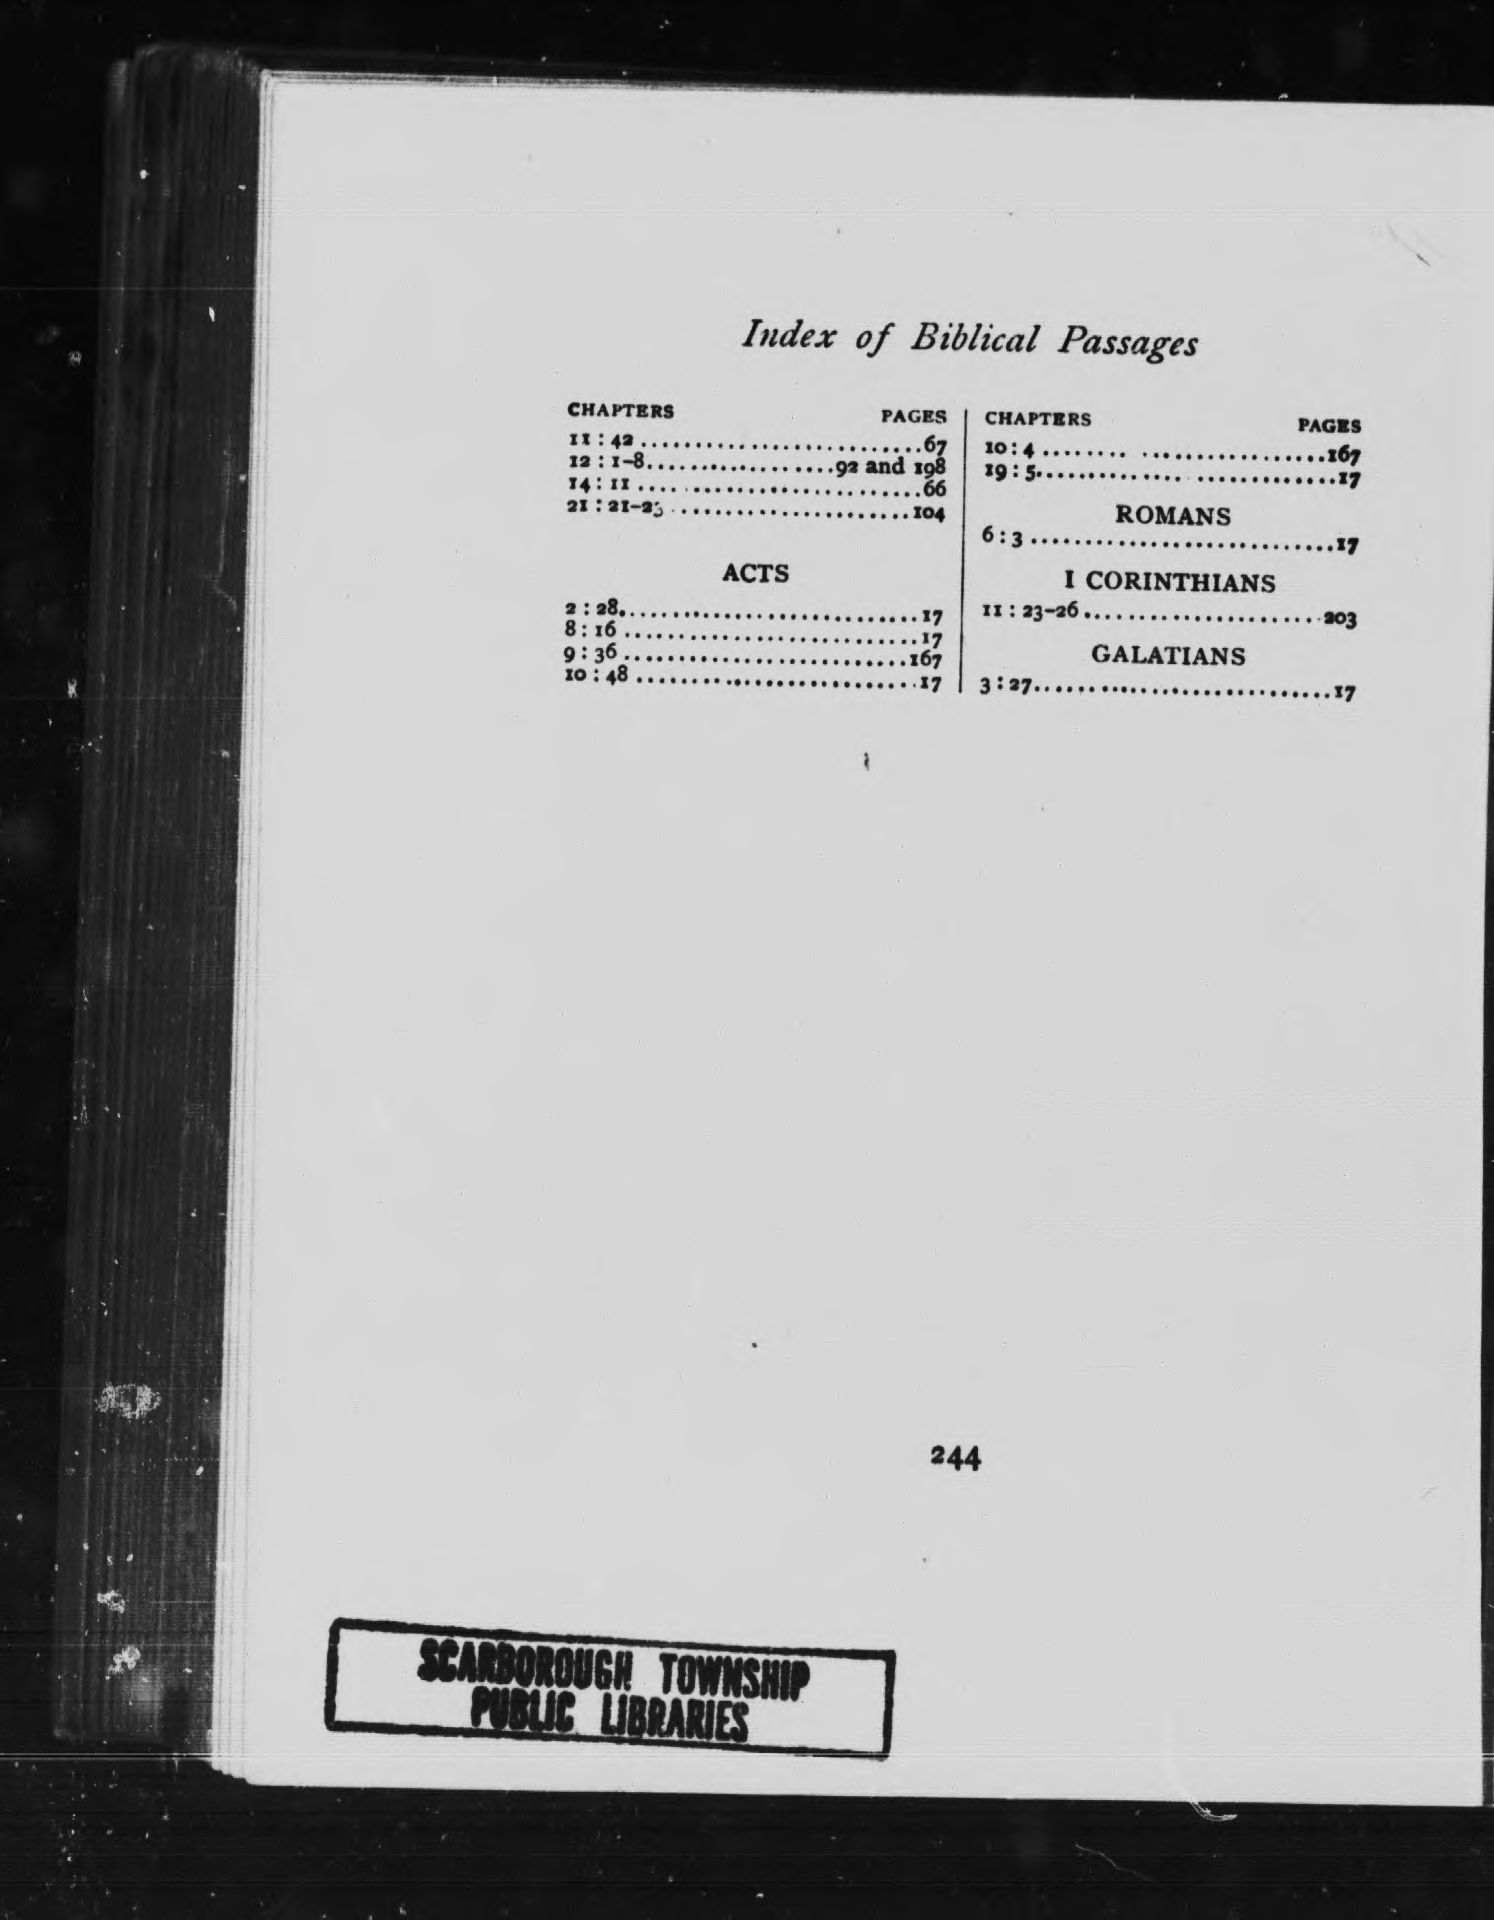 Index of Biblical Passages
CHAPTERS PAGES
11 : 42 ..........................67
12 : 1-8.................92 and 198
14 : 11 ..........................66
21 : 21-23 ......................104
ACTS
2 : 28...........................17
8 : 16 ...........................17
9 : 36 ..........................167
10 : 48 ..........................17
CHAPTERS PAGES
10 : 4 ..........................167
19 : 5...........................17
ROMANS
6 : 3 ............................17
I CORINTHIANS
11 : 23-26......................203
GALATIANS
3 : 27...........................17
244
SCARBOROUGH TOWNSHIP
PUBLIC LIBRARIES